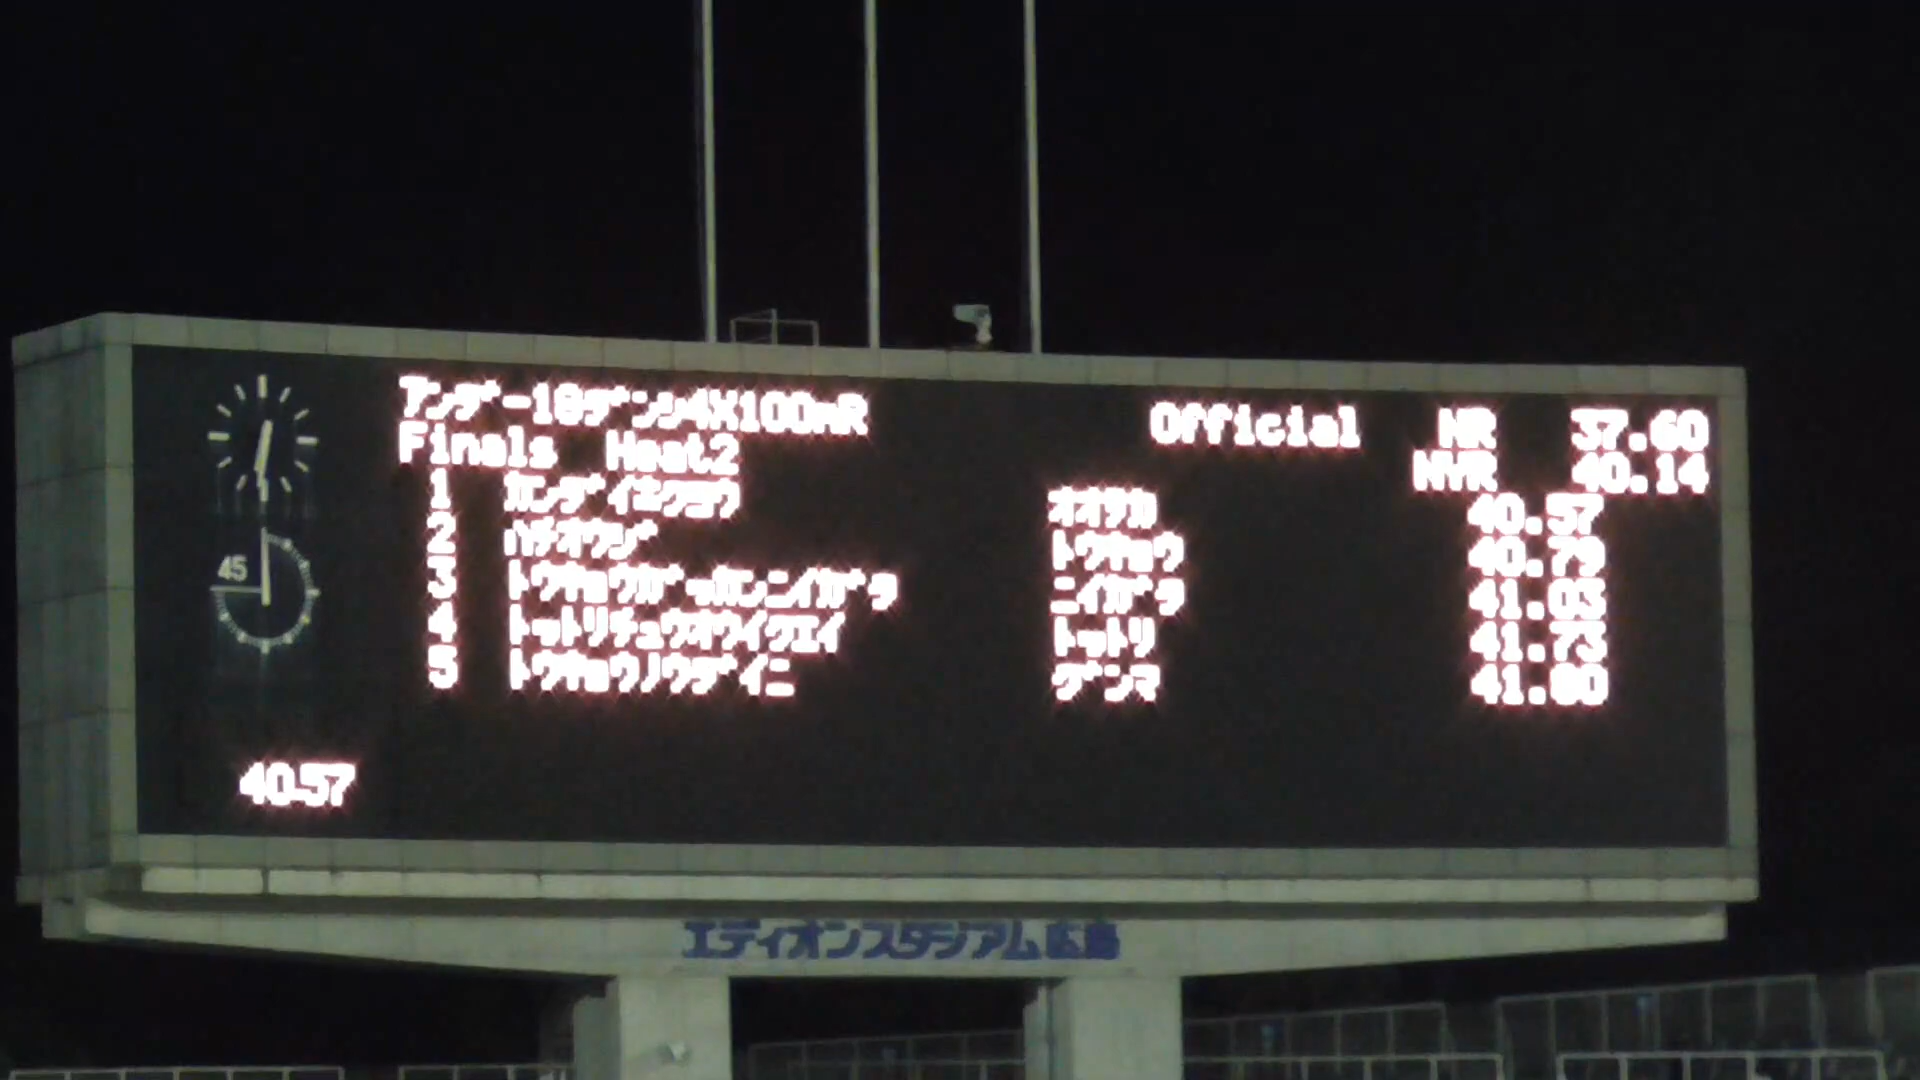 アンダー18ダンシ4X100mR Official NR 37.60
Finals Heat2 NYR 40.14
1 カンダイホクヨウ オオサカ 40.57
2 ハチオウジ トウキョウ 40.79
3 トウキョウガッカンニイガタ ニイガタ 41.03
4 トットリチュウオウイクエイ トットリ 41.73
5 トウキョウノウダイニ グンマ 41.80
45
40.57
エディオンスタジアム広島